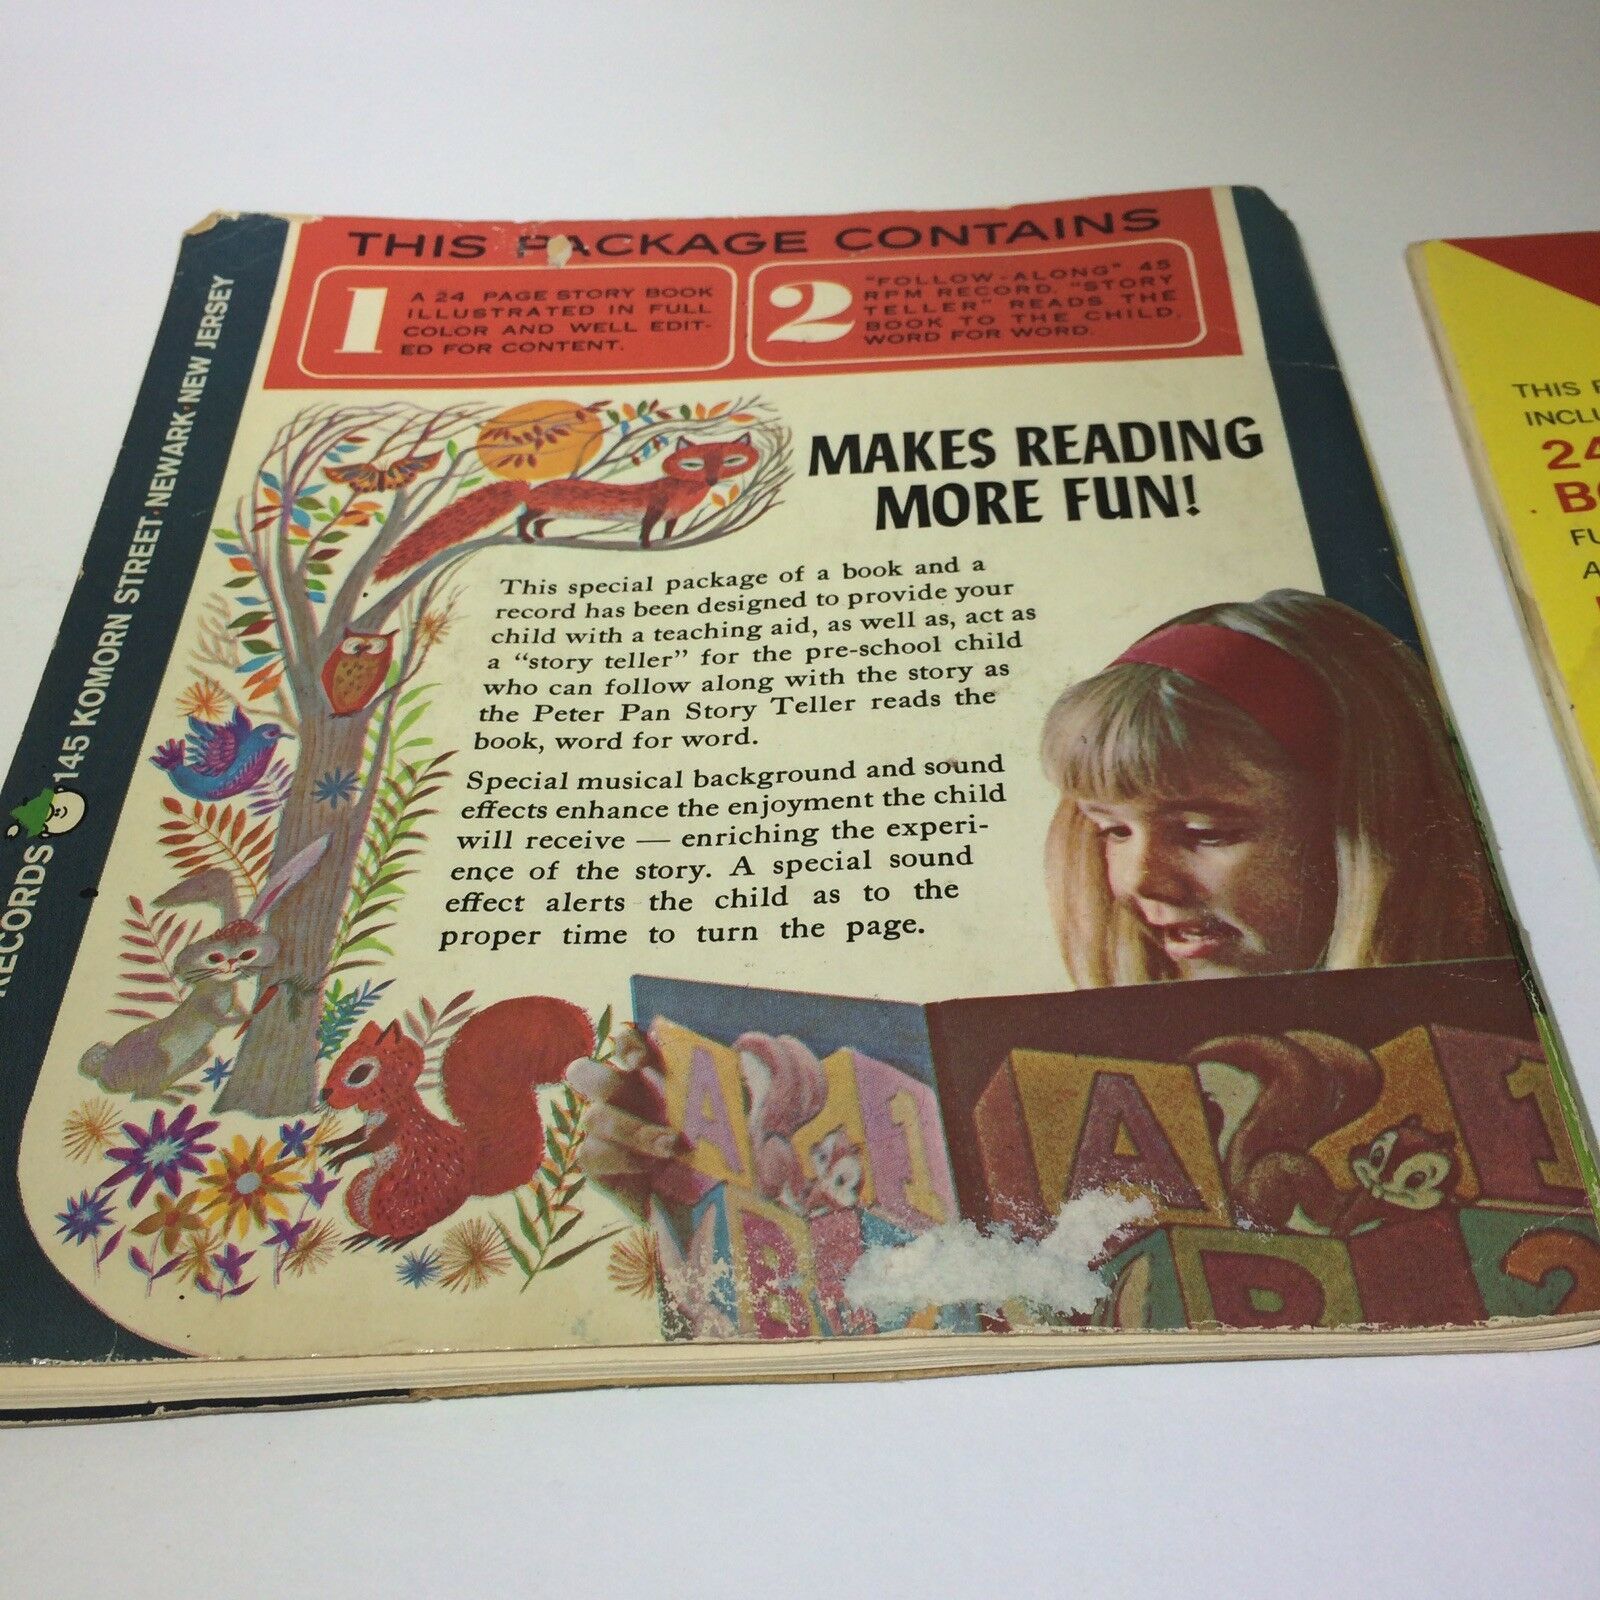 THIS PACKAGE CONTAINS
1
A 24 PAGE STORY BOOK
ILLUSTRATED IN FULL
COLOR AND WELL EDIT-
ED FOR CONTENT.
2
"FOLLOW-ALONG" 45
RPM RECORD. "STORY
TELLER" READS THE
BOOK TO THE CHILD,
WORD FOR WORD.
MAKES READING
MORE FUN!
This special package of a book and a
record has been designed to provide your
child with a teaching aid, as well as, act as
a "story teller" for the pre-school child
who can follow along with the story as
the Peter Pan Story Teller reads the
book, word for word.
Special musical background and sound
effects enhance the enjoyment the child
will receive — enriching the experi-
ence of the story. A special sound
effect alerts the child as to the
proper time to turn the page.
RECORDS 145 KOMORN STREET·NEWARK·NEW JERSEY
A 1
B
A 1
B 2
THIS
24